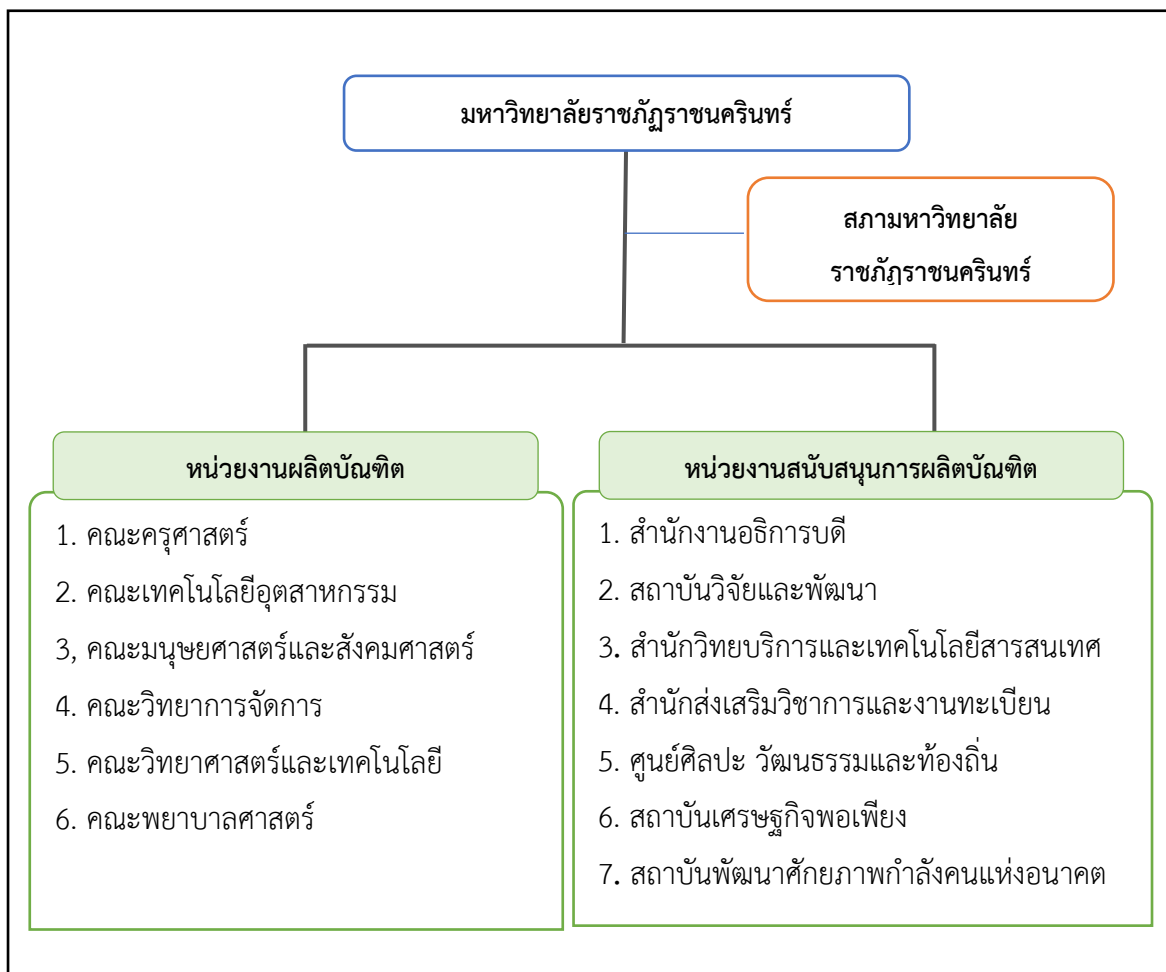 มหาวิทยาลัยราชภัฏราชนครินทร์
สภามหาวิทยาลัย
ราชภัฏราชนครินทร์
หน่วยงานผลิตบัณฑิต
1. คณะครุศาสตร์
2. คณะเทคโนโลยีอุตสาหกรรม
3, คณะมนุษยศาสตร์และสังคมศาสตร์
4. คณะวิทยาการจัดการ
5. คณะวิทยาศาสตร์และเทคโนโลยี
6. คณะพยาบาลศาสตร์
หน่วยงานสนับสนุนการผลิตบัณฑิต
1. สำนักงานอธิการบดี
2. สถาบันวิจัยและพัฒนา
3. สำนักวิทยบริการและเทคโนโลยีสารสนเทศ
4. สำนักส่งเสริมวิชาการและงานทะเบียน
5. ศูนย์ศิลปะ วัฒนธรรมและท้องถิ่น
6. สถาบันเศรษฐกิจพอเพียง
7. สถาบันพัฒนาศักยภาพกำลังคนแห่งอนาคต